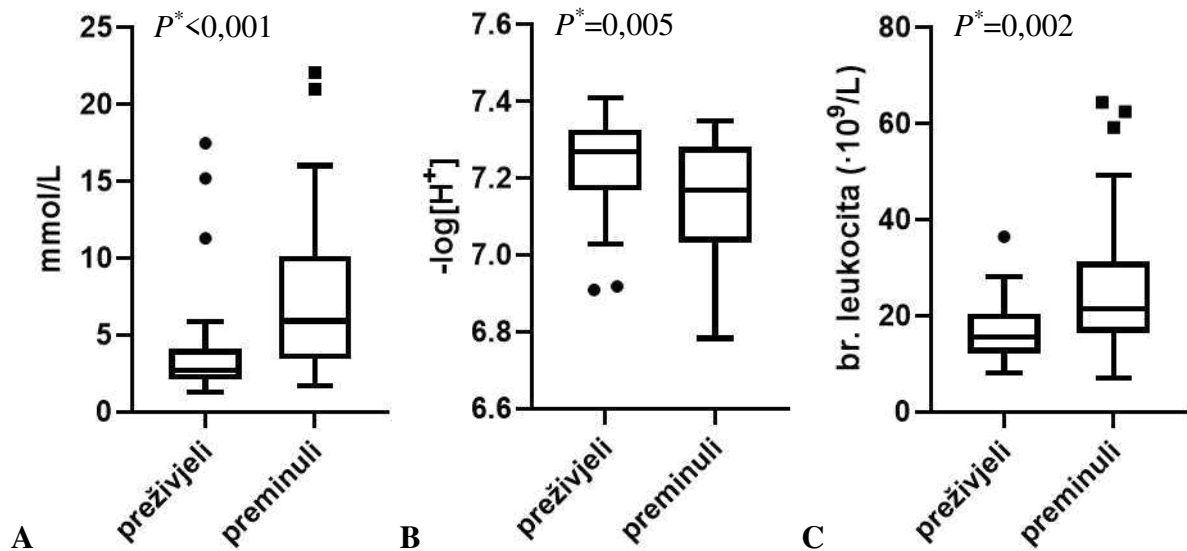 P*<0,001
mmol/L
25
20
15
10
5
0
preživjeli
preminuli
A
P*=0,005
-log[H⁺]
7.6
7.4
7.2
7.0
6.8
6.6
preživjeli
preminuli
B
P*=0,002
br. leukocita (·10⁹/L)
80
60
40
20
0
preživjeli
preminuli
C